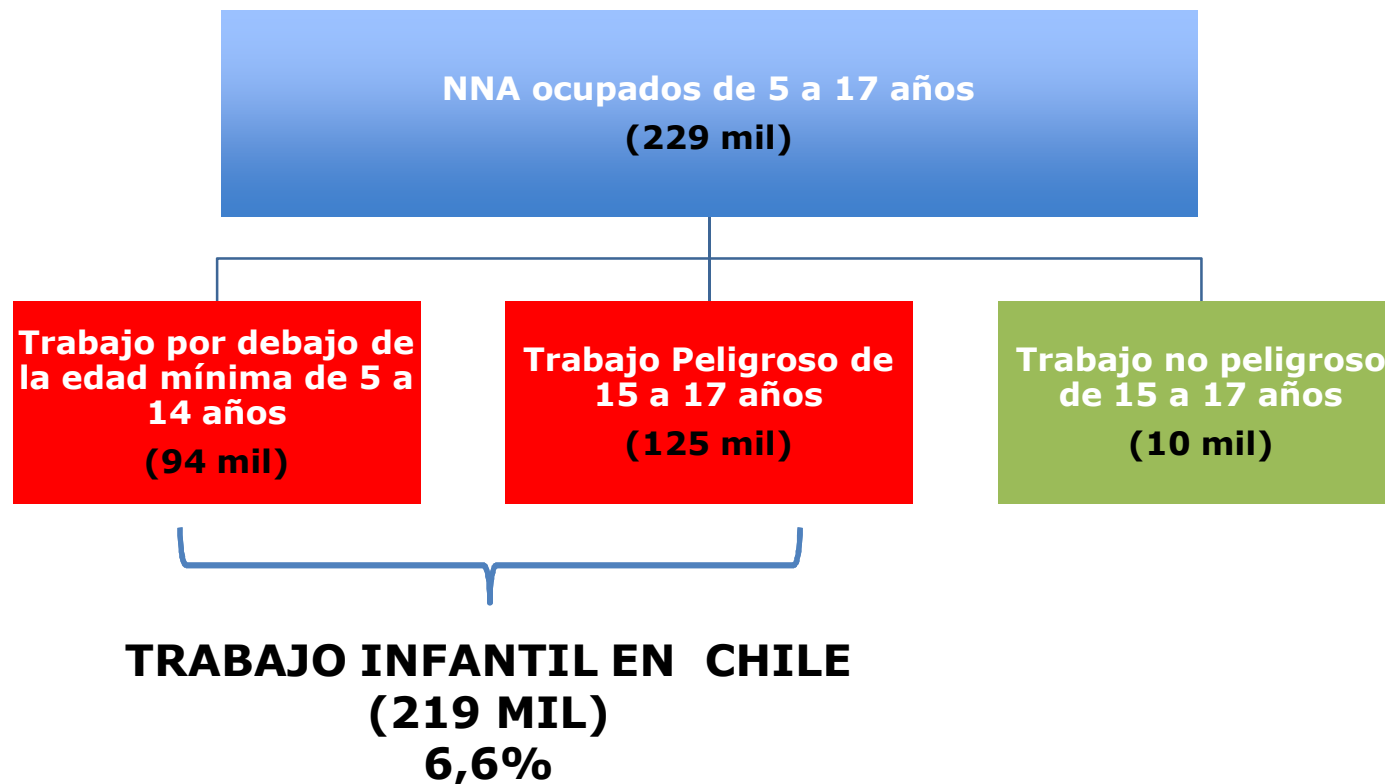 NNA ocupados de 5 a 17 años
(229 mil)
Trabajo por debajo de
la edad mínima de 5 a
14 años
(94 mil)
Trabajo Peligroso de
15 a 17 años
(125 mil)
Trabajo no peligroso
de 15 a 17 años
(10 mil)
TRABAJO INFANTIL EN CHILE
(219 MIL)
6,6%